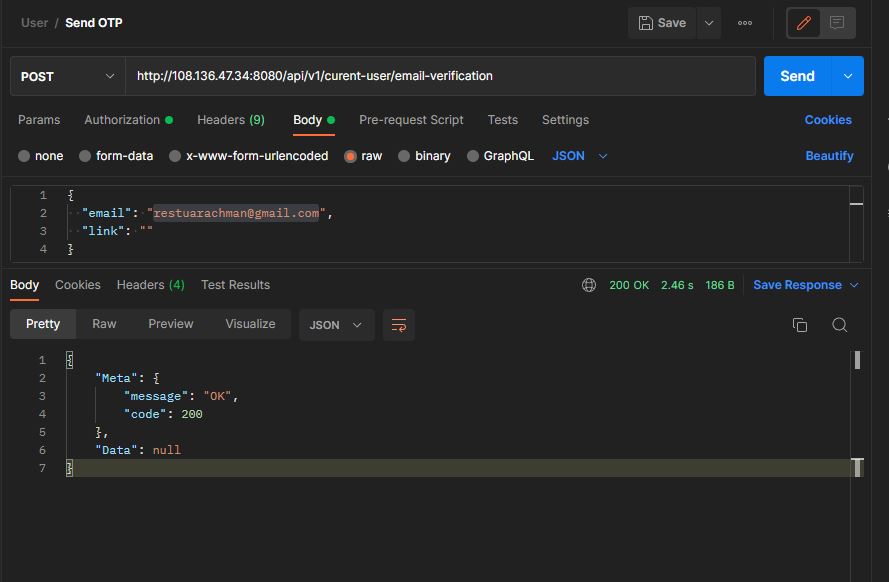 User / Send OTP
Save
POST
http://108.136.47.34:8080/api/v1/curent-user/email-verification
Send
Params Authorization Headers (9) Body Pre-request Script Tests Settings Cookies
none form-data x-www-form-urlencoded raw binary GraphQL JSON Beautify
1 {
2 "email": "restuarachman@gmail.com",
3 "link": ""
4 }
Body Cookies Headers (4) Test Results 200 OK 2.46 s 186 B Save Response
Pretty Raw Preview Visualize JSON
1 {
2 "Meta": {
3 "message": "OK",
4 "code": 200
5 },
6 "Data": null
7 }